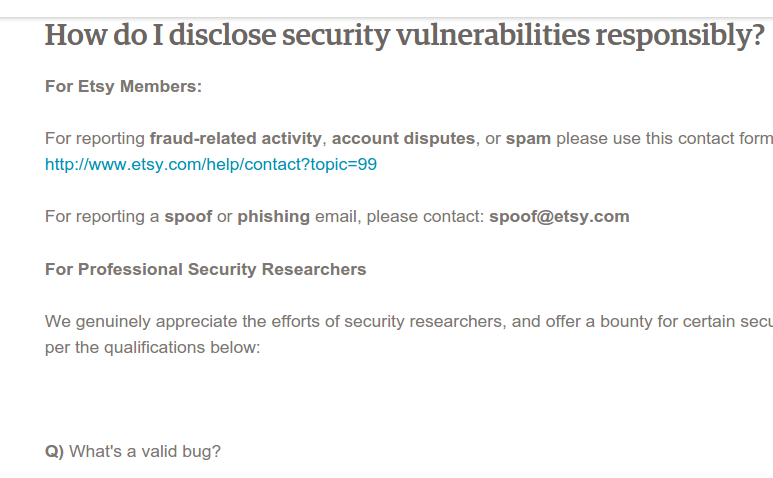 How do I disclose security vulnerabilities responsibly?
For Etsy Members:
For reporting fraud-related activity, account disputes, or spam please use this contact form
http://www.etsy.com/help/contact?topic=99
For reporting a spoof or phishing email, please contact: spoof@etsy.com
For Professional Security Researchers
We genuinely appreciate the efforts of security researchers, and offer a bounty for certain
per the qualifications below:
Q) What's a valid bug?